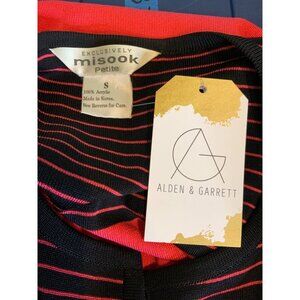 EXCLUSIVELY
misook
Petite
S
100% Acrylic
Made in Korea
See Reverse for Care.
AG
ALDEN & GARRETT